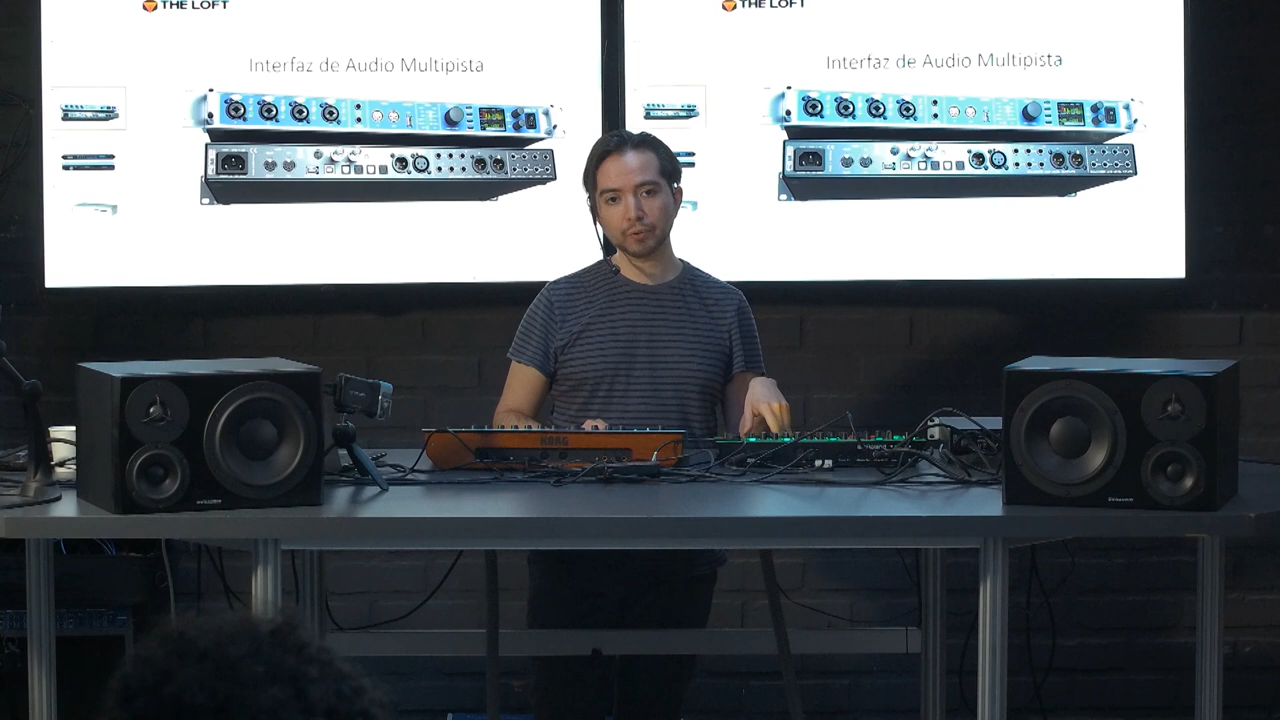 THE LOFT
Interfaz de Audio Multipista
THE LOFT
Interfaz de Audio Multipista
KORG